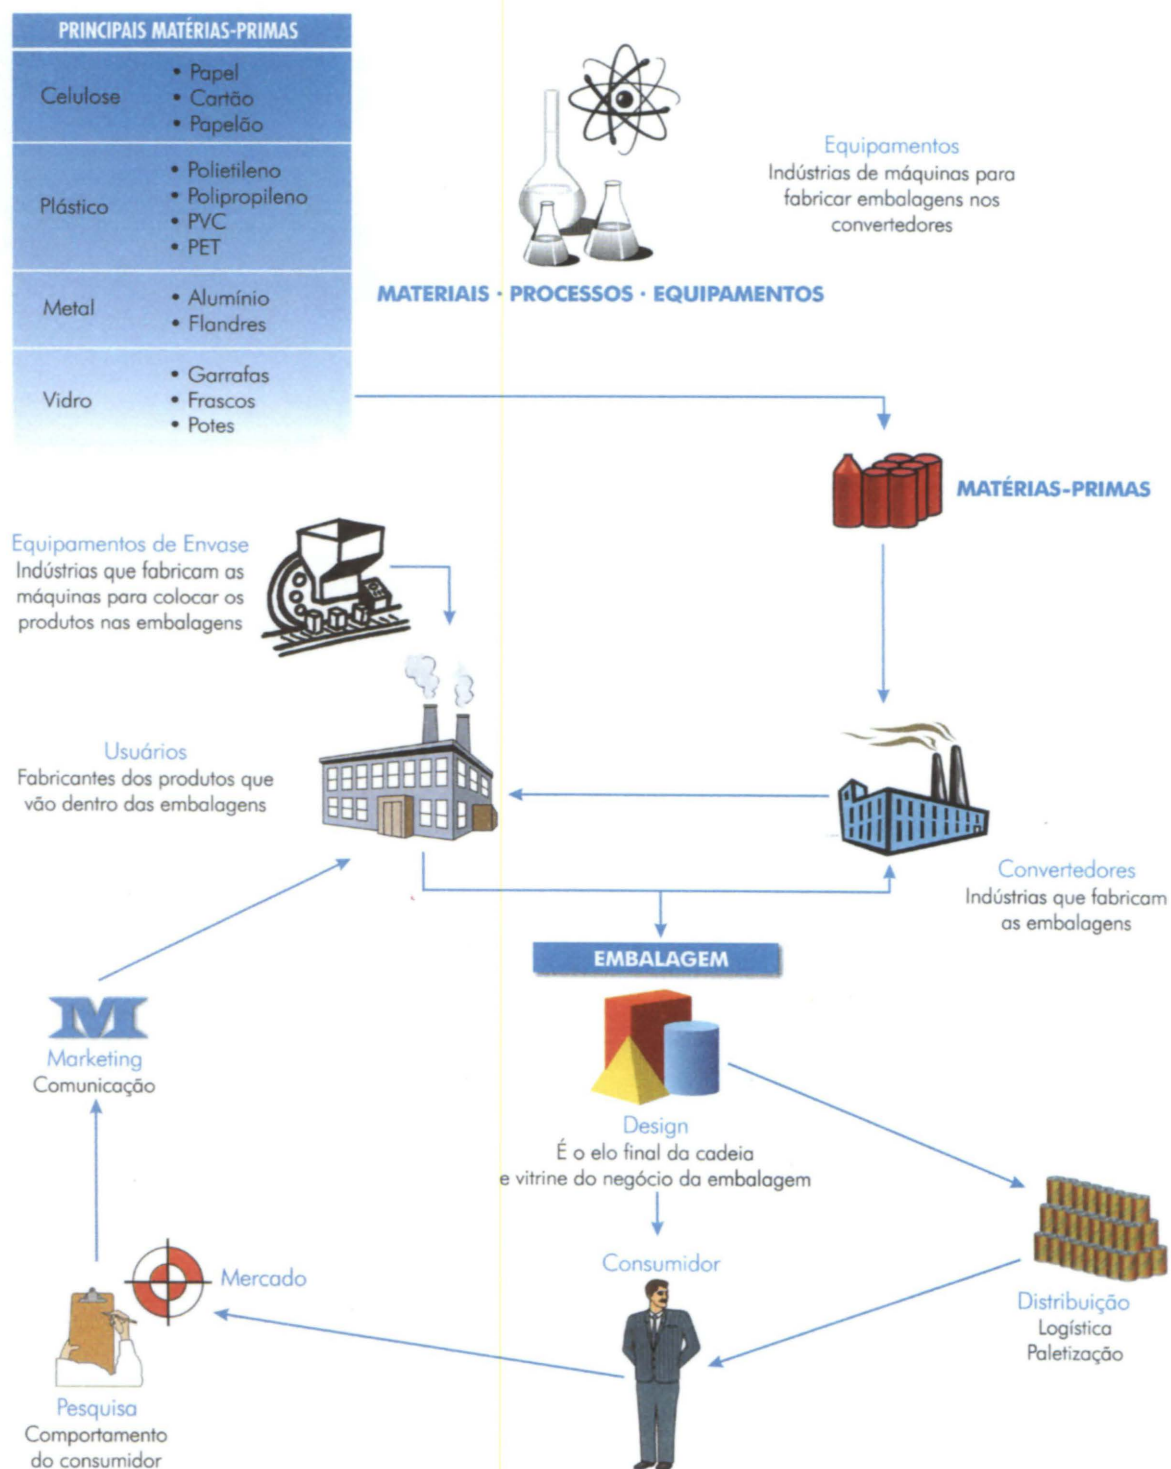 PRINCIPAIS MATÉRIAS-PRIMAS
Celulose
• Papel
• Cartão
• Papelão
Plástico
• Polietileno
• Polipropileno
• PVC
• PET
Metal
• Alumínio
• Flandres
Vidro
• Garrafas
• Frascos
• Potes
Equipamentos
Indústrias de máquinas para
fabricar embalagens nos
convertedores
MATERIAIS · PROCESSOS · EQUIPAMENTOS
MATÉRIAS-PRIMAS
Equipamentos de Envase
Indústrias que fabricam as
máquinas para colocar os
produtos nas embalagens
Usuários
Fabricantes dos produtos que
vão dentro das embalagens
Convertedores
Indústrias que fabricam
as embalagens
EMBALAGEM
M
Marketing
Comunicação
Design
É o elo final da cadeia
e vitrine do negócio da embalagem
Consumidor
Mercado
Distribuição
Logística
Paletização
Pesquisa
Comportamento
do consumidor